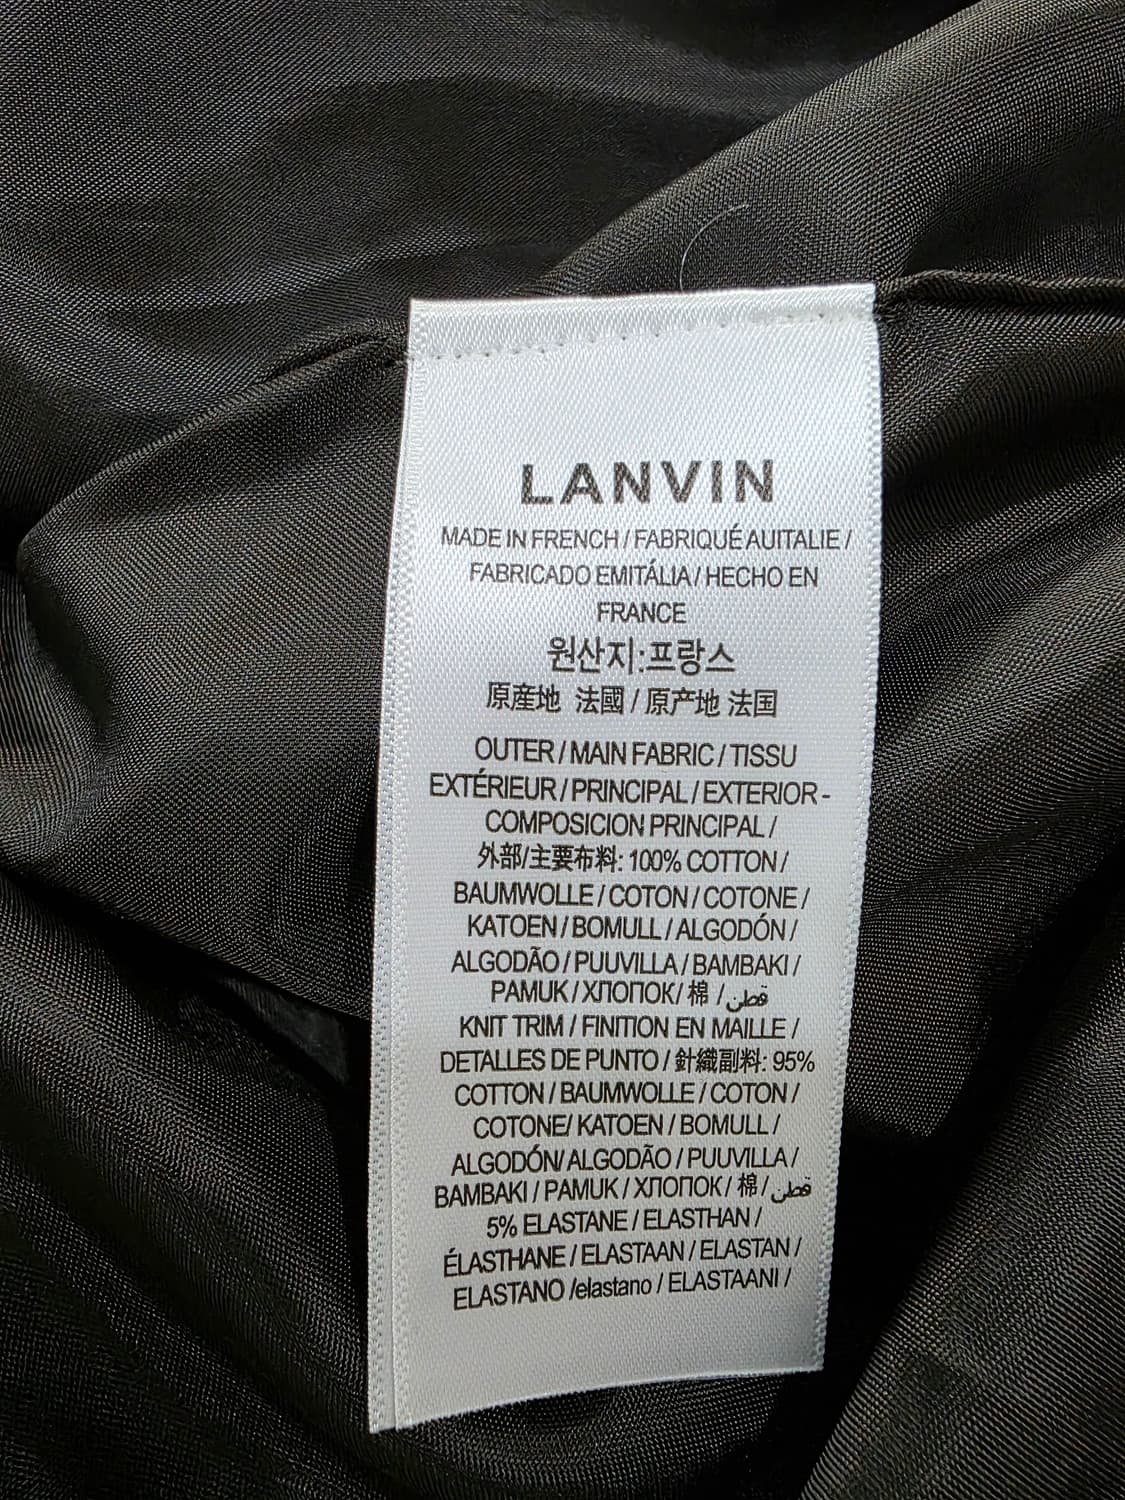 LANVIN
MADE IN FRENCH / FABRIQUÉ AUITALIE /
FABRICADO EMITÁLIA / HECHO EN
FRANCE
원산지:프랑스
原産地 法國 / 原产地 法国
OUTER / MAIN FABRIC / TISSU
EXTÉRIEUR / PRINCIPAL / EXTERIOR -
COMPOSICION PRINCIPAL /
外部/主要布料: 100% COTTON /
BAUMWOLLE / COTON / COTONE /
KATOEN / BOMULL / ALGODÓN /
ALGODÃO / PUUVILLA / BAMBAKI /
PAMUK / ХЛОПОК / 棉 / قطن
KNIT TRIM / FINITION EN MAILLE /
DETALLES DE PUNTO / 針織副料: 95%
COTTON / BAUMWOLLE / COTON /
COTONE/ KATOEN / BOMULL /
ALGODÓN/ ALGODÃO / PUUVILLA /
BAMBAKI / PAMUK / ХЛОПОК / 棉 / قطن
5% ELASTANE / ELASTHAN /
ÉLASTHANE / ELASTAAN / ELASTAN /
ELASTANO /elastano / ELASTAANI /